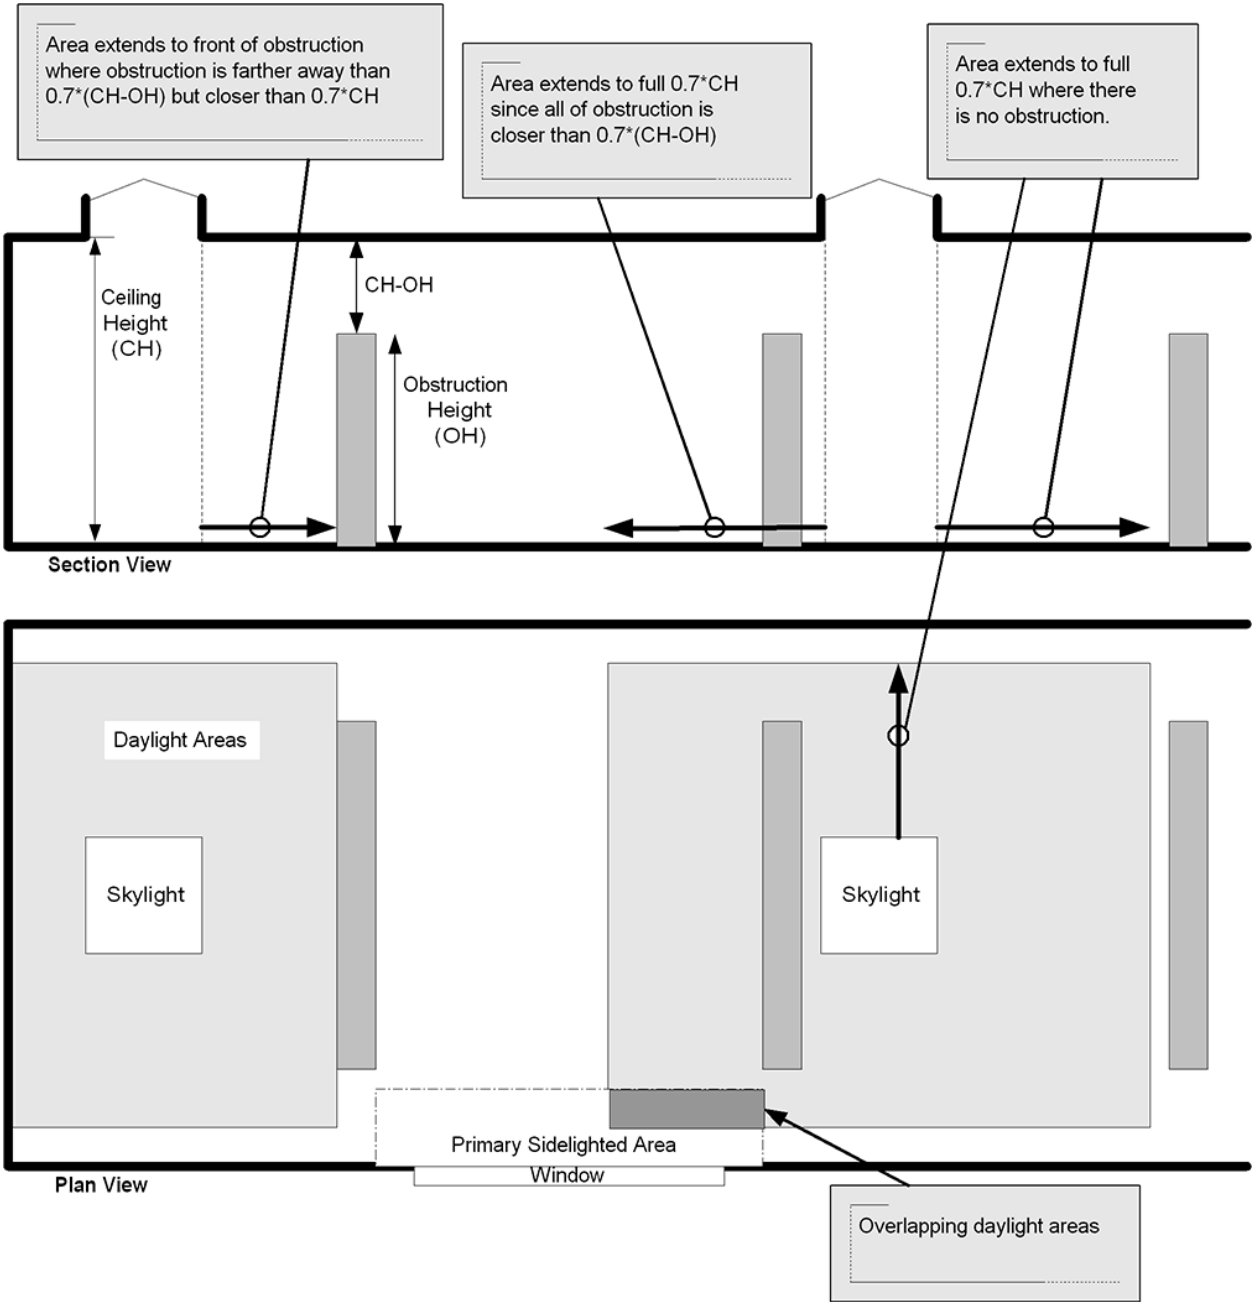 Area extends to front of obstruction
where obstruction is farther away than
0.7*(CH-OH) but closer than 0.7*CH
Area extends to full 0.7*CH
since all of obstruction is
closer than 0.7*(CH-OH)
Area extends to full
0.7*CH where there
is no obstruction.
Ceiling
Height
(CH)
CH-OH
Obstruction
Height
(OH)
Section View
Daylight Areas
Skylight
Skylight
Primary Sidelighted Area
Window
Plan View
Overlapping daylight areas